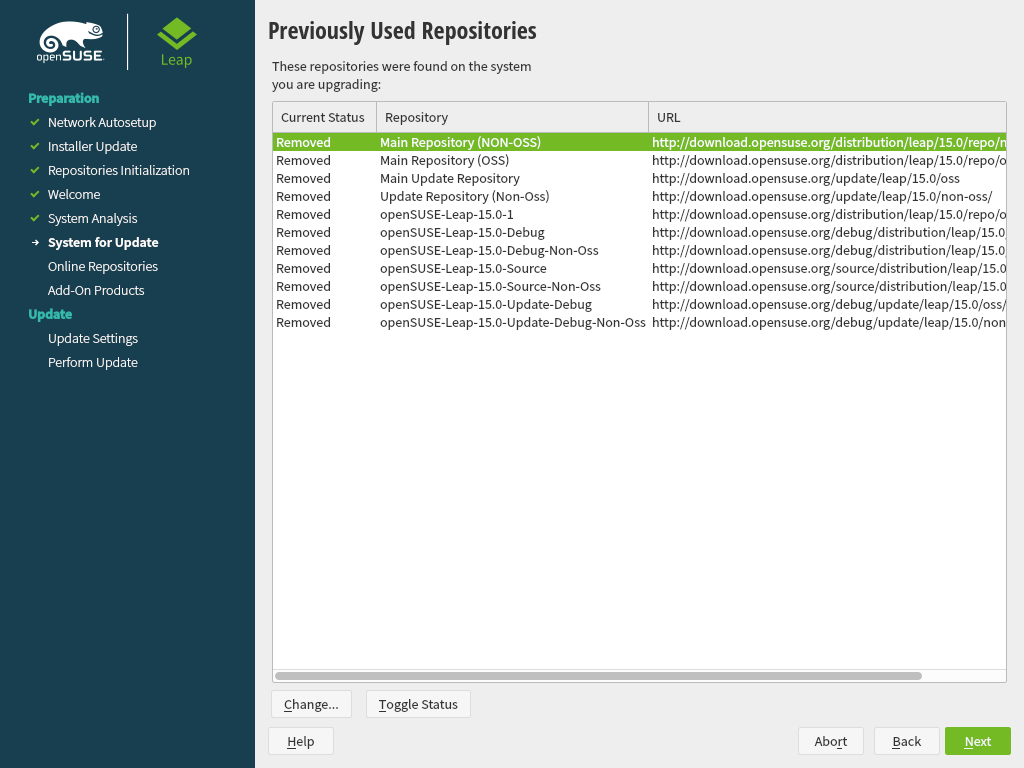 openSUSE
Leap
Preparation
Network Autosetup
Installer Update
Repositories Initialization
Welcome
System Analysis
System for Update
Online Repositories
Add-On Products
Update
Update Settings
Perform Update
Previously Used Repositories
These repositories were found on the system
you are upgrading:
Current Status Repository URL
Removed Main Repository (NON-OSS) http://download.opensuse.org/distribution/leap/15.0/repo/n
Removed Main Repository (OSS) http://download.opensuse.org/distribution/leap/15.0/repo/o
Removed Main Update Repository http://download.opensuse.org/update/leap/15.0/oss
Removed Update Repository (Non-Oss) http://download.opensuse.org/update/leap/15.0/non-oss/
Removed openSUSE-Leap-15.0-1 http://download.opensuse.org/distribution/leap/15.0/repo/o
Removed openSUSE-Leap-15.0-Debug http://download.opensuse.org/debug/distribution/leap/15.0/
Removed openSUSE-Leap-15.0-Debug-Non-Oss http://download.opensuse.org/debug/distribution/leap/15.0/
Removed openSUSE-Leap-15.0-Source http://download.opensuse.org/source/distribution/leap/15.0
Removed openSUSE-Leap-15.0-Source-Non-Oss http://download.opensuse.org/source/distribution/leap/15.0
Removed openSUSE-Leap-15.0-Update-Debug http://download.opensuse.org/debug/update/leap/15.0/oss/
Removed openSUSE-Leap-15.0-Update-Debug-Non-Oss http://download.opensuse.org/debug/update/leap/15.0/non
Change... Toggle Status
Help Abort Back Next